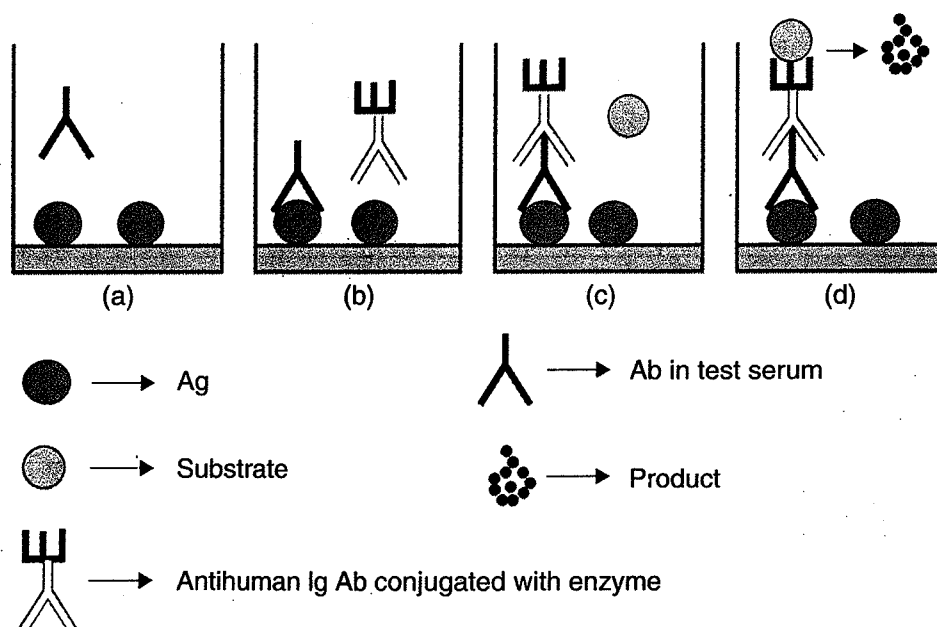 (a)
(b)
(c)
(d)
Ag
Ab in test serum
Substrate
Product
Antihuman Ig Ab conjugated with enzyme